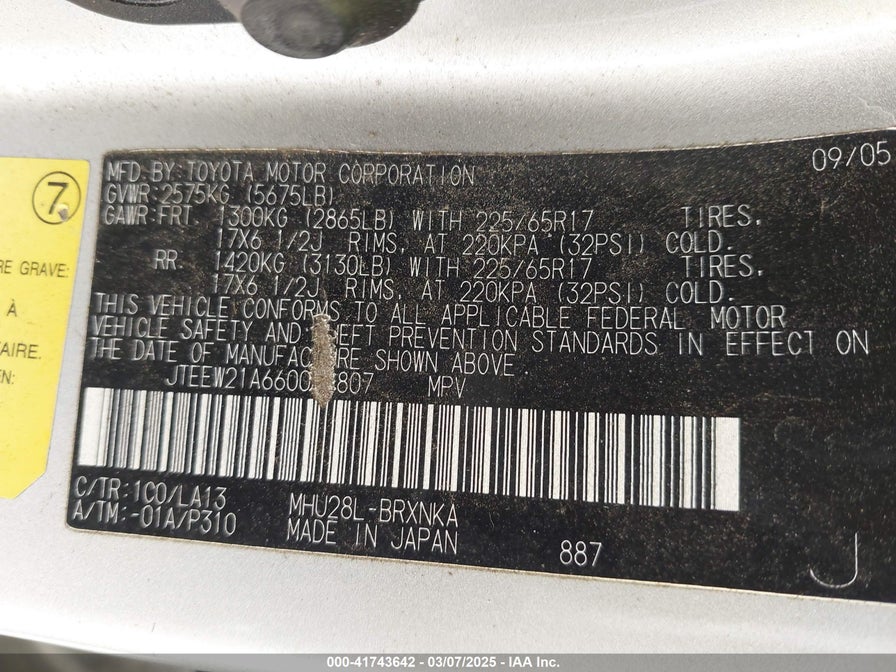 MFD.BY:TOYOTA MOTOR CORPORATION 09/05
GVWR:2575KG (5675LB)
GAWR:FRT 1300KG (2865LB) WITH 225/65R17 TIRES,
17X6 1/2J RIMS, AT 220KPA (32PSI) COLD.
RR: 1420KG (3130LB) WITH 225/65R17 TIRES,
17X6 1/2J RIMS, AT 220KPA (32PSI) COLD.
THIS VEHICLE CONFORMS TO ALL APPLICABLE FEDERAL MOTOR
VEHICLE SAFETY AND THEFT PREVENTION STANDARDS IN EFFECT ON
THE DATE OF MANUFACTURE SHOWN ABOVE.
MPV
C/TR:1C0/LA13
A/TM:-01A/P310
MHU28L-BRXNKA
MADE IN JAPAN
887
J
7
RE GRAVE:
À
AIRE.
EN:
000-41743642 - 03/07/2025 - IAA Inc.